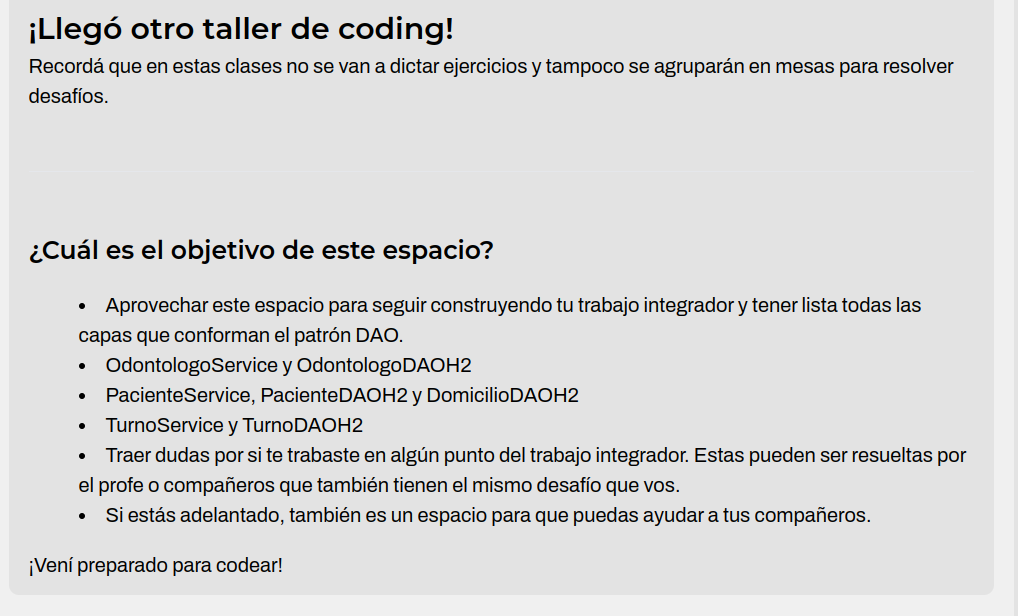 ¡Llegó otro taller de coding!
Recordá que en estas clases no se van a dictar ejercicios y tampoco se agruparán en mesas para resolver
desafíos.
¿Cuál es el objetivo de este espacio?
• Aprovechar este espacio para seguir construyendo tu trabajo integrador y tener lista todas las
capas que conforman el patrón DAO.
• OdontologoService y OdontologoDAOH2
• PacienteService, PacienteDAOH2 y DomicilioDAOH2
• TurnoService y TurnoDAOH2
• Traer dudas por si te trabaste en algún punto del trabajo integrador. Estas pueden ser resueltas por
el profe o compañeros que también tienen el mismo desafío que vos.
• Si estás adelantado, también es un espacio para que puedas ayudar a tus compañeros.
¡Vení preparado para codear!